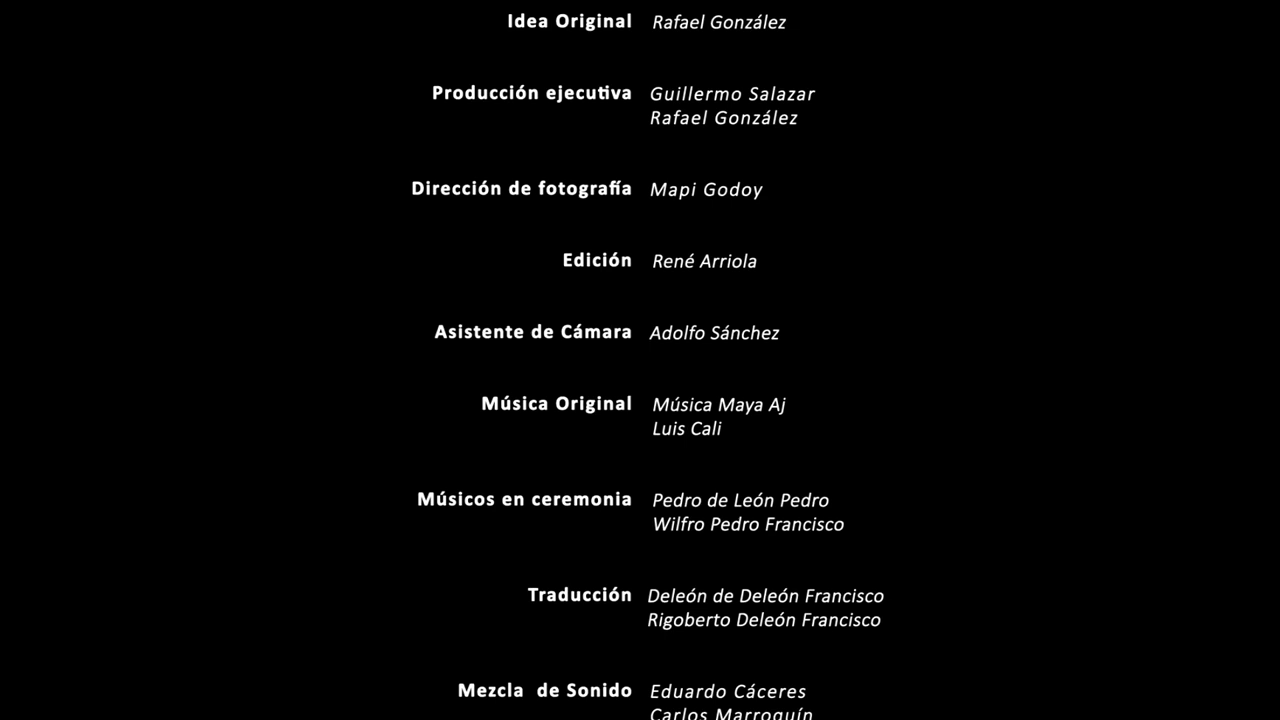 Idea Original Rafael González
Producción ejecutiva Guillermo Salazar
Rafael González
Dirección de fotografía Mapi Godoy
Edición René Arriola
Asistente de Cámara Adolfo Sánchez
Música Original Música Maya Aj
Luis Cali
Músicos en ceremonia Pedro de León Pedro
Wilfro Pedro Francisco
Traducción Deleón de Deleón Francisco
Rigoberto Deleón Francisco
Mezcla de Sonido Eduardo Cáceres
Carlos Marroquín